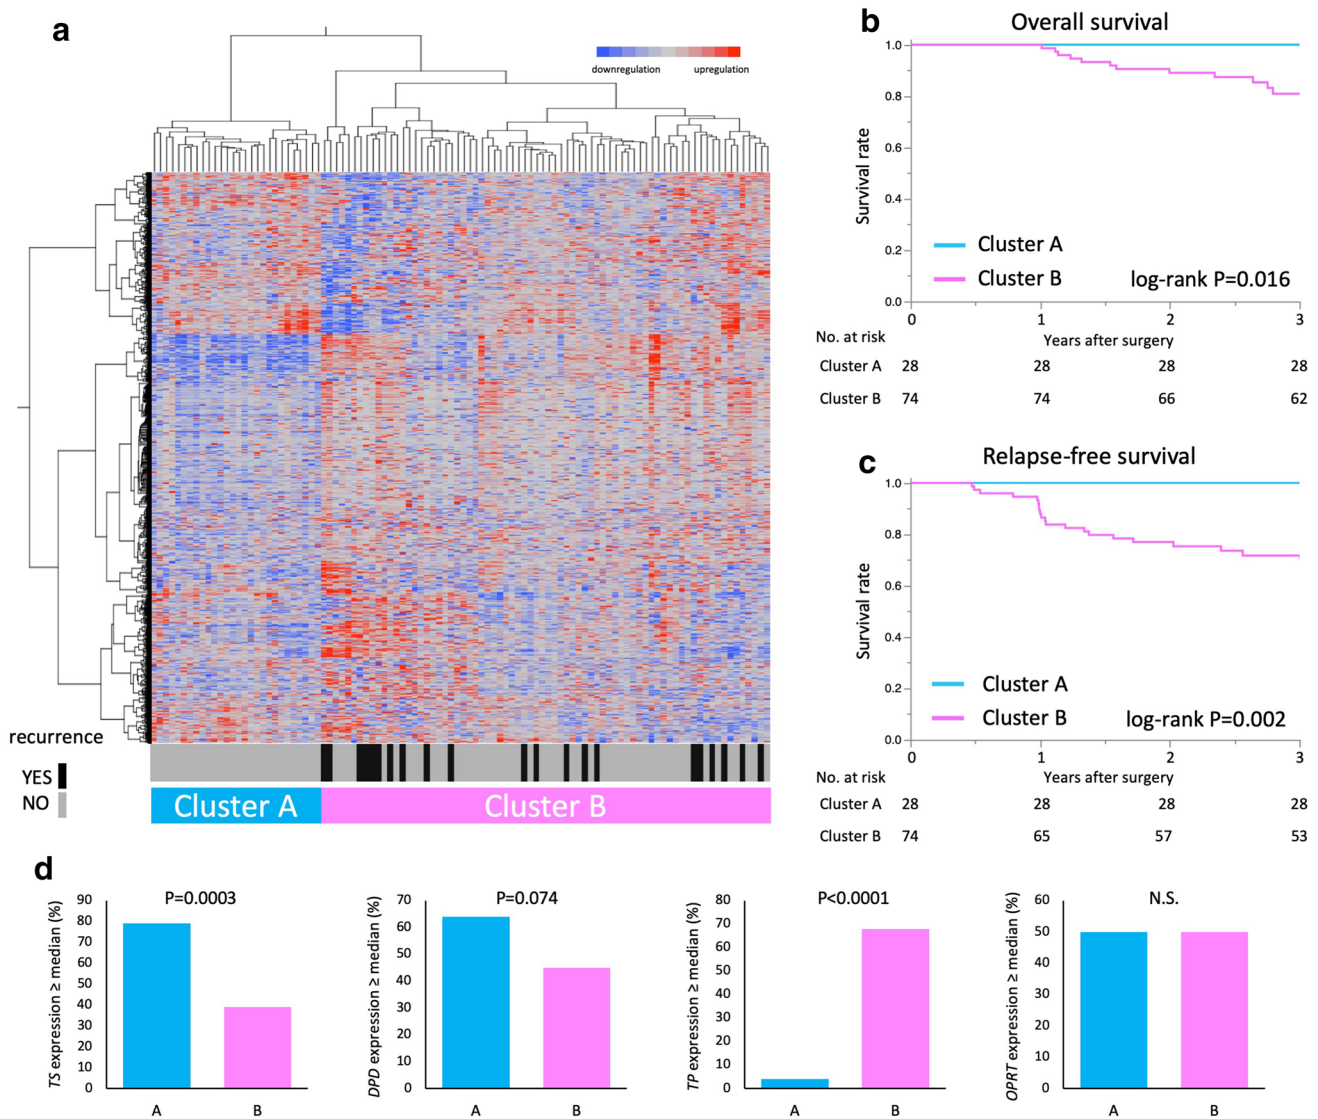 a
downregulation upregulation
recurrence
YES
NO
Cluster A Cluster B
b
Overall survival
Survival rate
1.0
0.8
0.6
0.4
0.2
0.0
Cluster A
Cluster B
log-rank P=0.016
0 1 2 3
No. at risk
Years after surgery
Cluster A 28 28 28 28
Cluster B 74 74 66 62
c
Relapse-free survival
Survival rate
1.0
0.8
0.6
0.4
0.2
0.0
Cluster A
Cluster B
log-rank P=0.002
0 1 2 3
No. at risk
Years after surgery
Cluster A 28 28 28 28
Cluster B 74 65 57 53
d
TS expression ≥ median (%)
P=0.0003
90
80
70
60
50
40
30
20
10
0
A B
DPD expression ≥ median (%)
P=0.074
70
60
50
40
30
20
10
0
A B
TP expression ≥ median (%)
P<0.0001
80
70
60
50
40
30
20
10
0
A B
OPRT expression ≥ median (%)
N.S.
60
50
40
30
20
10
0
A B